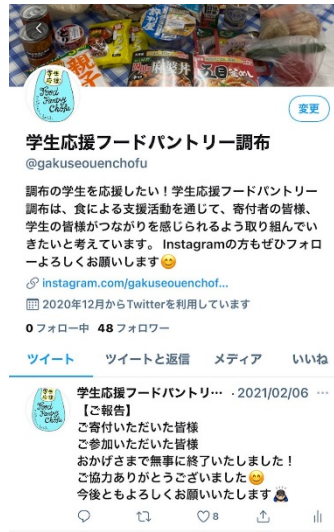 学生応援
Food
Pantry
Chofu
変更
学生応援フードパントリー調布
@gakuseouenchofu
調布の学生を応援したい！学生応援フードパントリー
調布は、食による支援活動を通じて、寄付者の皆様、
学生の皆様がつながりを感じられるよう取り組んでい
きたいと考えています。 Instagramの方もぜひフォロ
ーよろしくお願いします😊
instagram.com/gakuseouenchof...
2020年12月からTwitterを利用しています
0 フォロー中 48 フォロワー
ツイート ツイートと返信 メディア いいね
学生応援フードパントリ… · 2021/02/06 …
【ご報告】
ご寄付いただいた皆様
ご参加いただいた皆様
おかげさまで無事に終了いたしました！
ご協力ありがとうございました😊
今後ともよろしくお願いいたします🙇
8